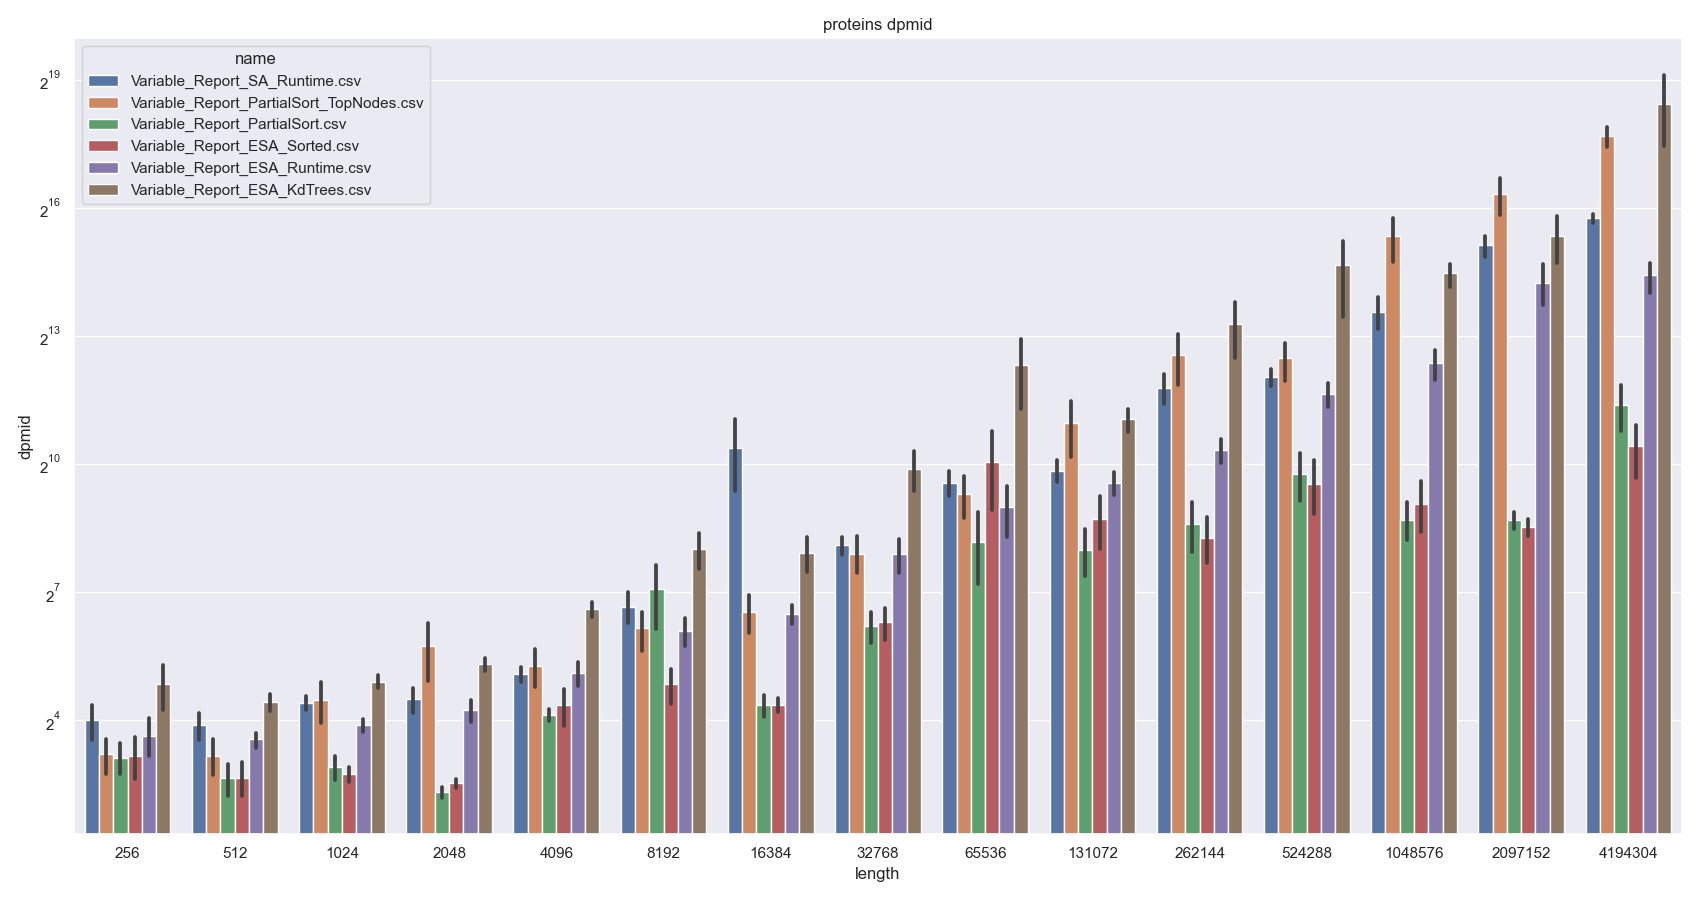 proteins dpmid
name
Variable_Report_SA_Runtime.csv
Variable_Report_PartialSort_TopNodes.csv
Variable_Report_PartialSort.csv
Variable_Report_ESA_Sorted.csv
Variable_Report_ESA_Runtime.csv
Variable_Report_ESA_KdTrees.csv
2^19
2^16
2^13
2^10
2^7
2^4
dpmid
256 512 1024 2048 4096 8192 16384 32768 65536 131072 262144 524288 1048576 2097152 4194304
length